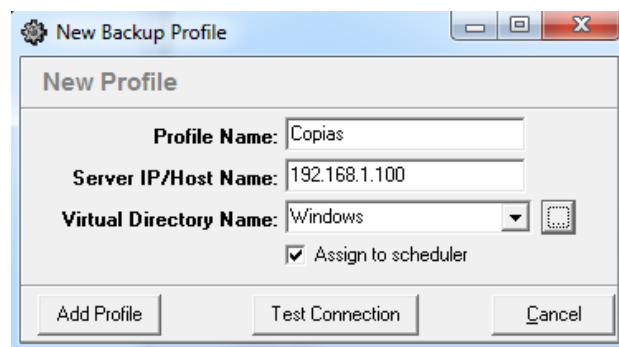 New Backup Profile
New Profile
Profile Name: Copias
Server IP/Host Name: 192.168.1.100
Virtual Directory Name: Windows
Assign to scheduler
Add Profile Test Connection Cancel